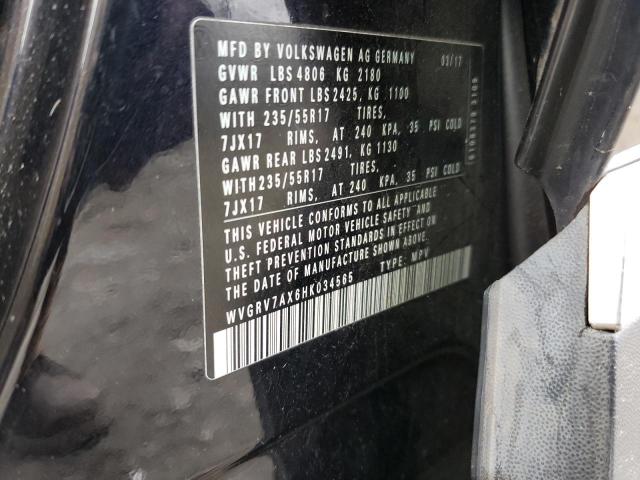 MFD BY VOLKSWAGEN AG GERMANY 03/17
GVWR LBS 4806 KG 2180
GAWR FRONT LBS 2425, KG 1100
WITH 235/55R17 TIRES,
7JX17 RIMS, AT 240 KPA, 35 PSI COLD
GAWR REAR LBS 2491, KG 1130
WITH 235/55R17 TIRES,
7JX17 RIMS, AT 240 KPA, 35 PSI COLD
THIS VEHICLE CONFORMS TO ALL APPLICABLE
U.S. FEDERAL MOTOR VEHICLE SAFETY AND
THEFT PREVENTION STANDARDS IN EFFECT ON
THE DATE OF MANUFACTURE SHOWN ABOVE.
WVGRV7AX6HK034565 TYPE: MPV